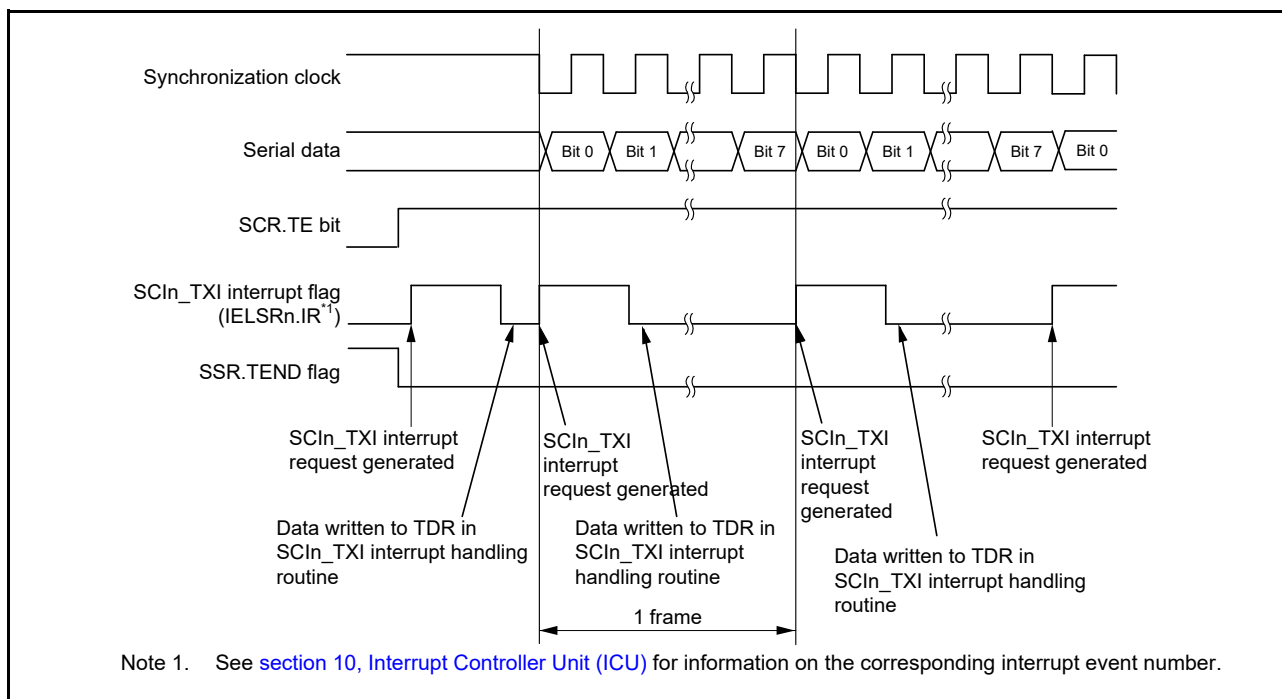 Synchronization clock
Serial data
Bit 0 Bit 1 Bit 7 Bit 0 Bit 1 Bit 7 Bit 0
SCR.TE bit
SCIn_TXI interrupt flag
(IELSRn.IR*1)
SSR.TEND flag
SCIn_TXI interrupt
request generated
SCIn_TXI
interrupt
request generated
SCIn_TXI
interrupt
request
generated
SCIn_TXI interrupt
request generated
Data written to TDR in
SCIn_TXI interrupt handling
routine
Data written to TDR in
SCIn_TXI interrupt
handling routine
Data written to TDR in
SCIn_TXI interrupt handling
routine
1 frame
Note 1. See section 10, Interrupt Controller Unit (ICU) for information on the corresponding interrupt event number.